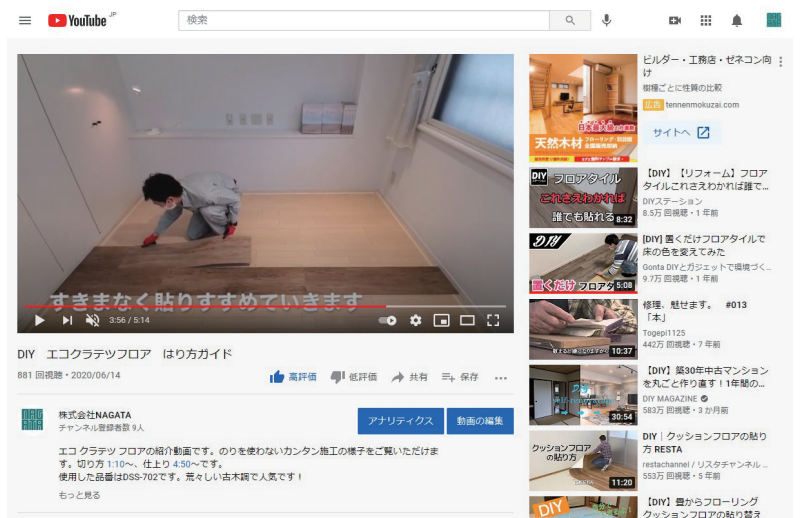 YouTube JP
検索
すきまなく貼りすすめていきます
3:56 / 5:14
DIY　エコクラテツフロア　はり方ガイド
881 回視聴・2020/06/14
高評価
低評価
共有
保存
NAG
ATA
株式会社NAGATA
チャンネル登録者数 9人
アナリティクス
動画の編集
エコ クラテツ フロアの紹介動画です。のりを使わないカンタン施工の様子をご覧いただけま
す。切り方 1:10～、仕上り 4:50～です。
使用した品番はDSS-702です。荒々しい古木調で人気です！
もっと見る
日本最大級
天然木材
ビルダー・工務店・ゼネコン向
け
樹種ごとに性質の比較
広告 tennenmokuzai.com
サイトへ
DIY フロアタイル
これさえわかれば
誰でも貼れる
8:32
【DIY】【リフォーム】フロア
タイルこれさえわかれば誰で...
DIYステーション
8.5万 回視聴・1 年前
DIY
置くだけ フロアタ
5:08
[DIY] 置くだけフロアタイルで
床の色を変えてみた
Gonta DIYとガジェットで環境づく...
9.7万 回視聴・1 年前
10:37
修理、魅せます。 #013
「本」
Togepi1125
442万 回視聴・7 年前
30:54
【DIY】築30年中古マンション
を丸ごと作り直す！1年間の...
DIY MAGAZINE
583万 回視聴・3 か月前
クッションフロア
の貼り方
11:20
DIY｜クッションフロアの貼り
方 RESTA
restachannel / リスタチャンネル ...
553万 回視聴・5 年前
DIY
【DIY】畳からフローリング
クッションフロアの貼り替え